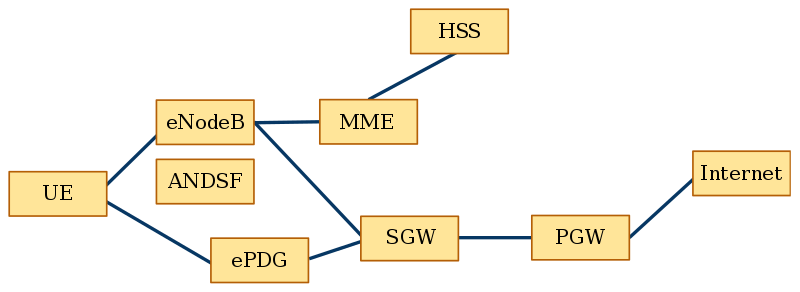 HSS
eNodeB
MME
ANDSF
Internet
UE
SGW
PGW
ePDG